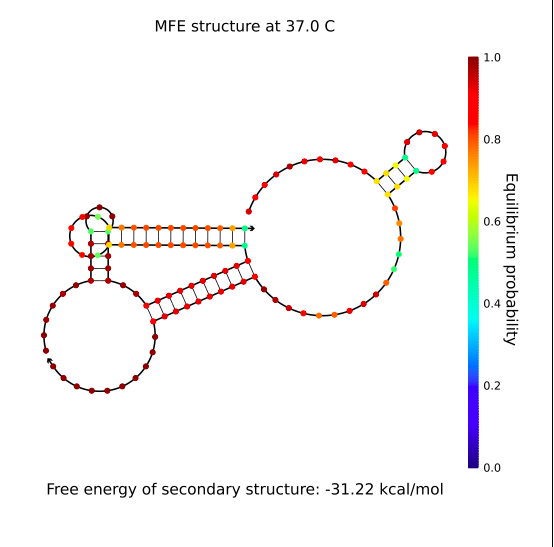 MFE structure at 37.0 C
1.0
0.8
0.6
0.4
0.2
0.0
Equilibrium probability
Free energy of secondary structure: -31.22 kcal/mol